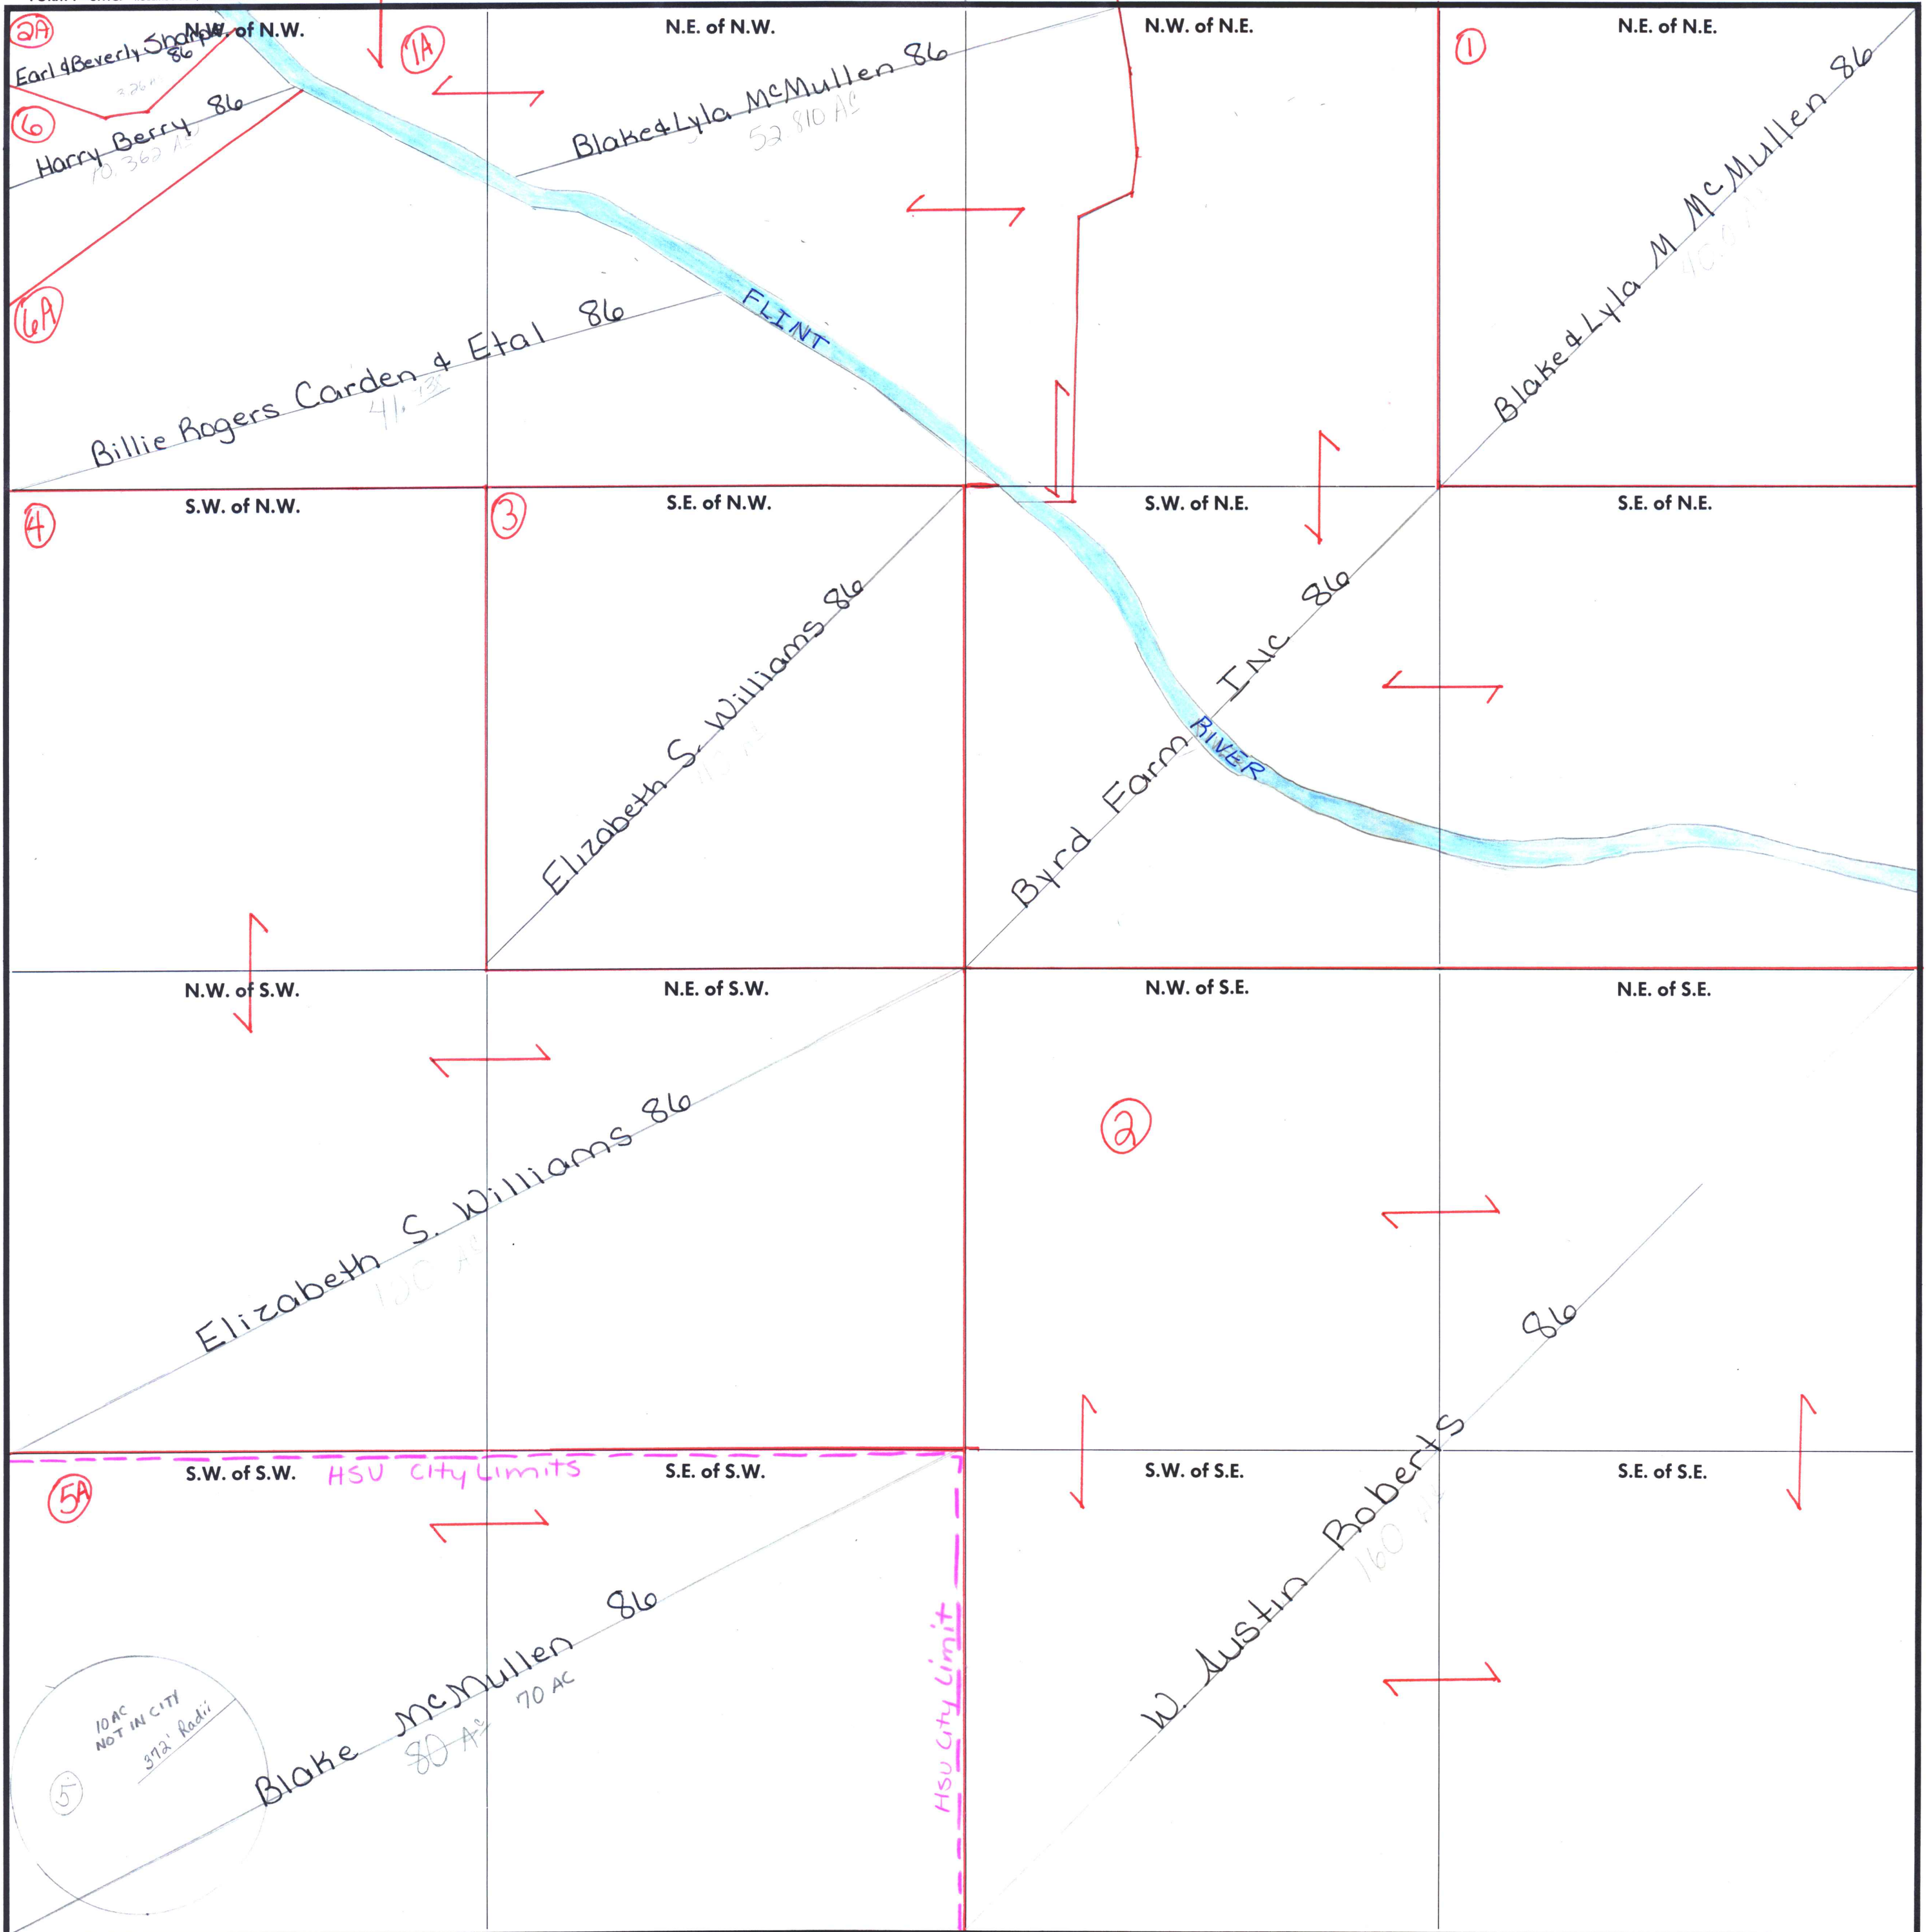 2A
N.W. of N.W.
Earl & Beverly Sharpe
86
1A
N.E. of N.W.
Blake & Lyla McMullen 86
52.810 AC
N.W. of N.E.
1
N.E. of N.E.
Blake & Lyla M McMullen 86
6
Harry Berry 86
10.362 AC
6A
Billie Rogers Carden & Etal 86
FLINT
4
S.W. of N.W.
3
S.E. of N.W.
Elizabeth S. Williams 86
S.W. of N.E.
S.E. of N.E.
Byrd Farm INC 86
RIVER
N.W. of S.W.
N.E. of S.W.
Elizabeth S. Williams 86
120 AC
N.W. of S.E.
N.E. of S.E.
2
W. Austin Roberts 86
160 AC
HSU City Limits
5A
S.W. of S.W.
S.E. of S.W.
S.W. of S.E.
S.E. of S.E.
Blake McMullen 86
80 AC
70 AC
10 AC
NOT IN CITY
372' Radii
5
HSU City Limit